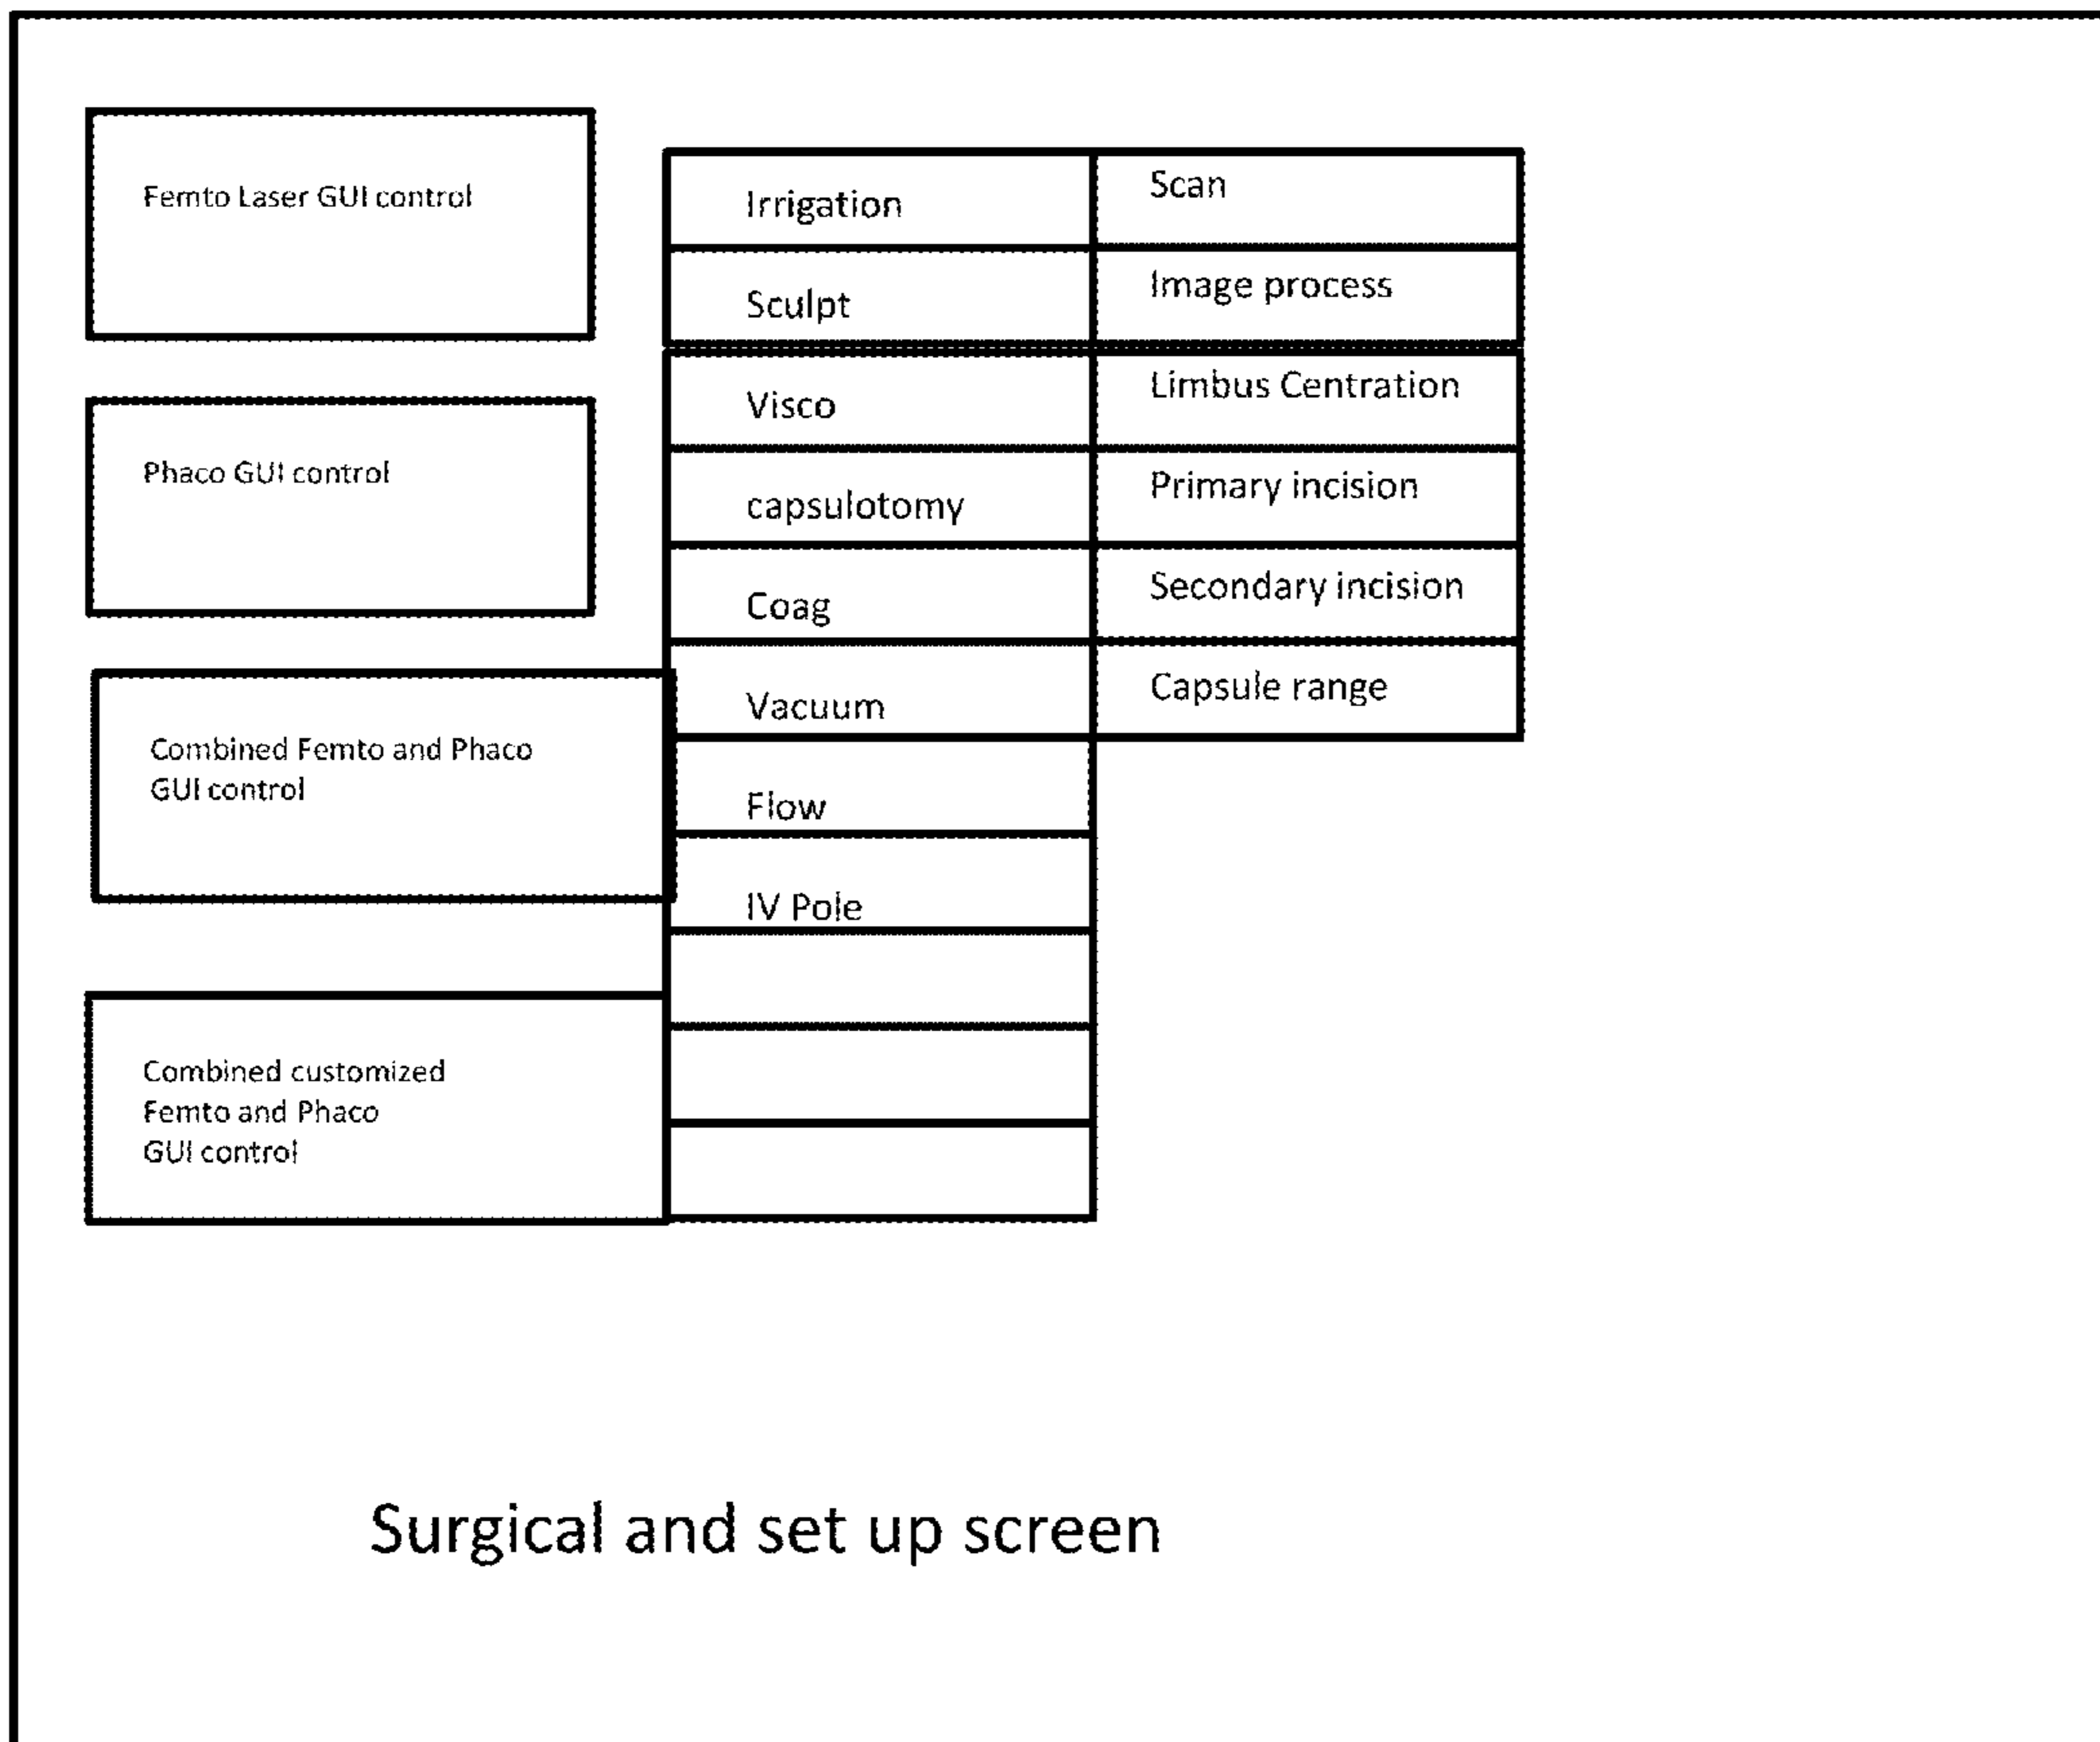 Femto Laser GUI control
Phaco GUI control
Combined Femto and Phaco
GUI control
Combined customized
Femto and Phaco
GUI control
Irrigation
Scan
Sculpt
Image process
Visco
Limbus Centration
capsulotomy
Primary incision
Coag
Secondary incision
Vacuum
Capsule range
Flow
IV Pole
Surgical and set up screen